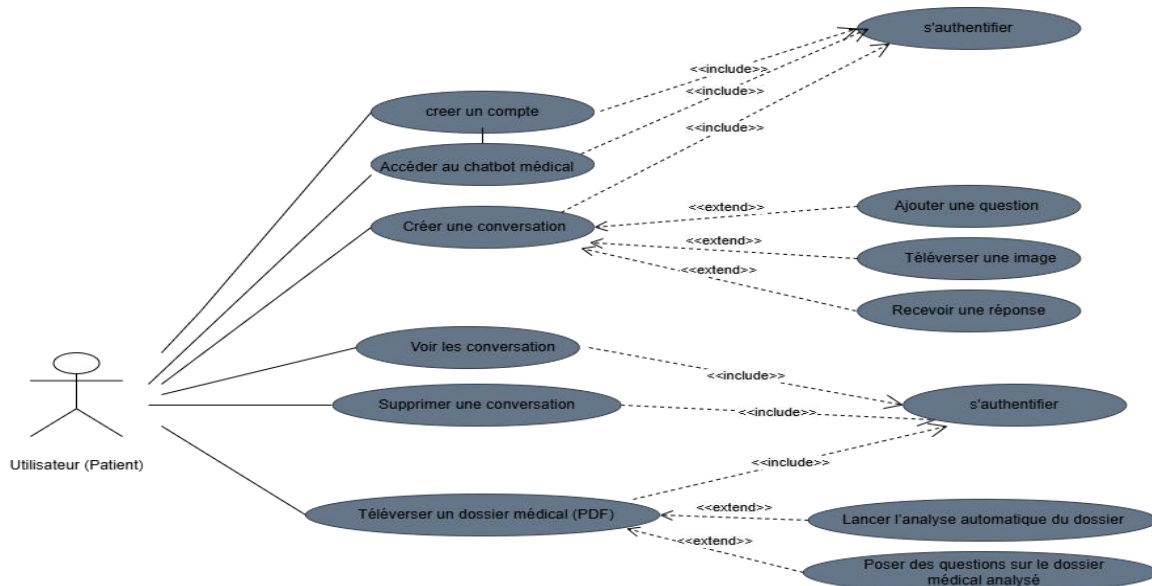 s'authentifier
<<include>>
<<include>>
creer un compte
<<include>>
Accéder au chatbot médical
<<extend>>
Ajouter une question
Créer une conversation
<<extend>>
Téléverser une image
<<extend>>
Recevoir une réponse
Voir les conversation
<<include>>
Supprimer une conversation
<<include>>
s'authentifier
Utilisateur (Patient)
<<include>>
Téléverser un dossier médical (PDF)
<<extend>>
Lancer l'analyse automatique du dossier
<<extend>>
Poser des questions sur le dossier
médical analysé